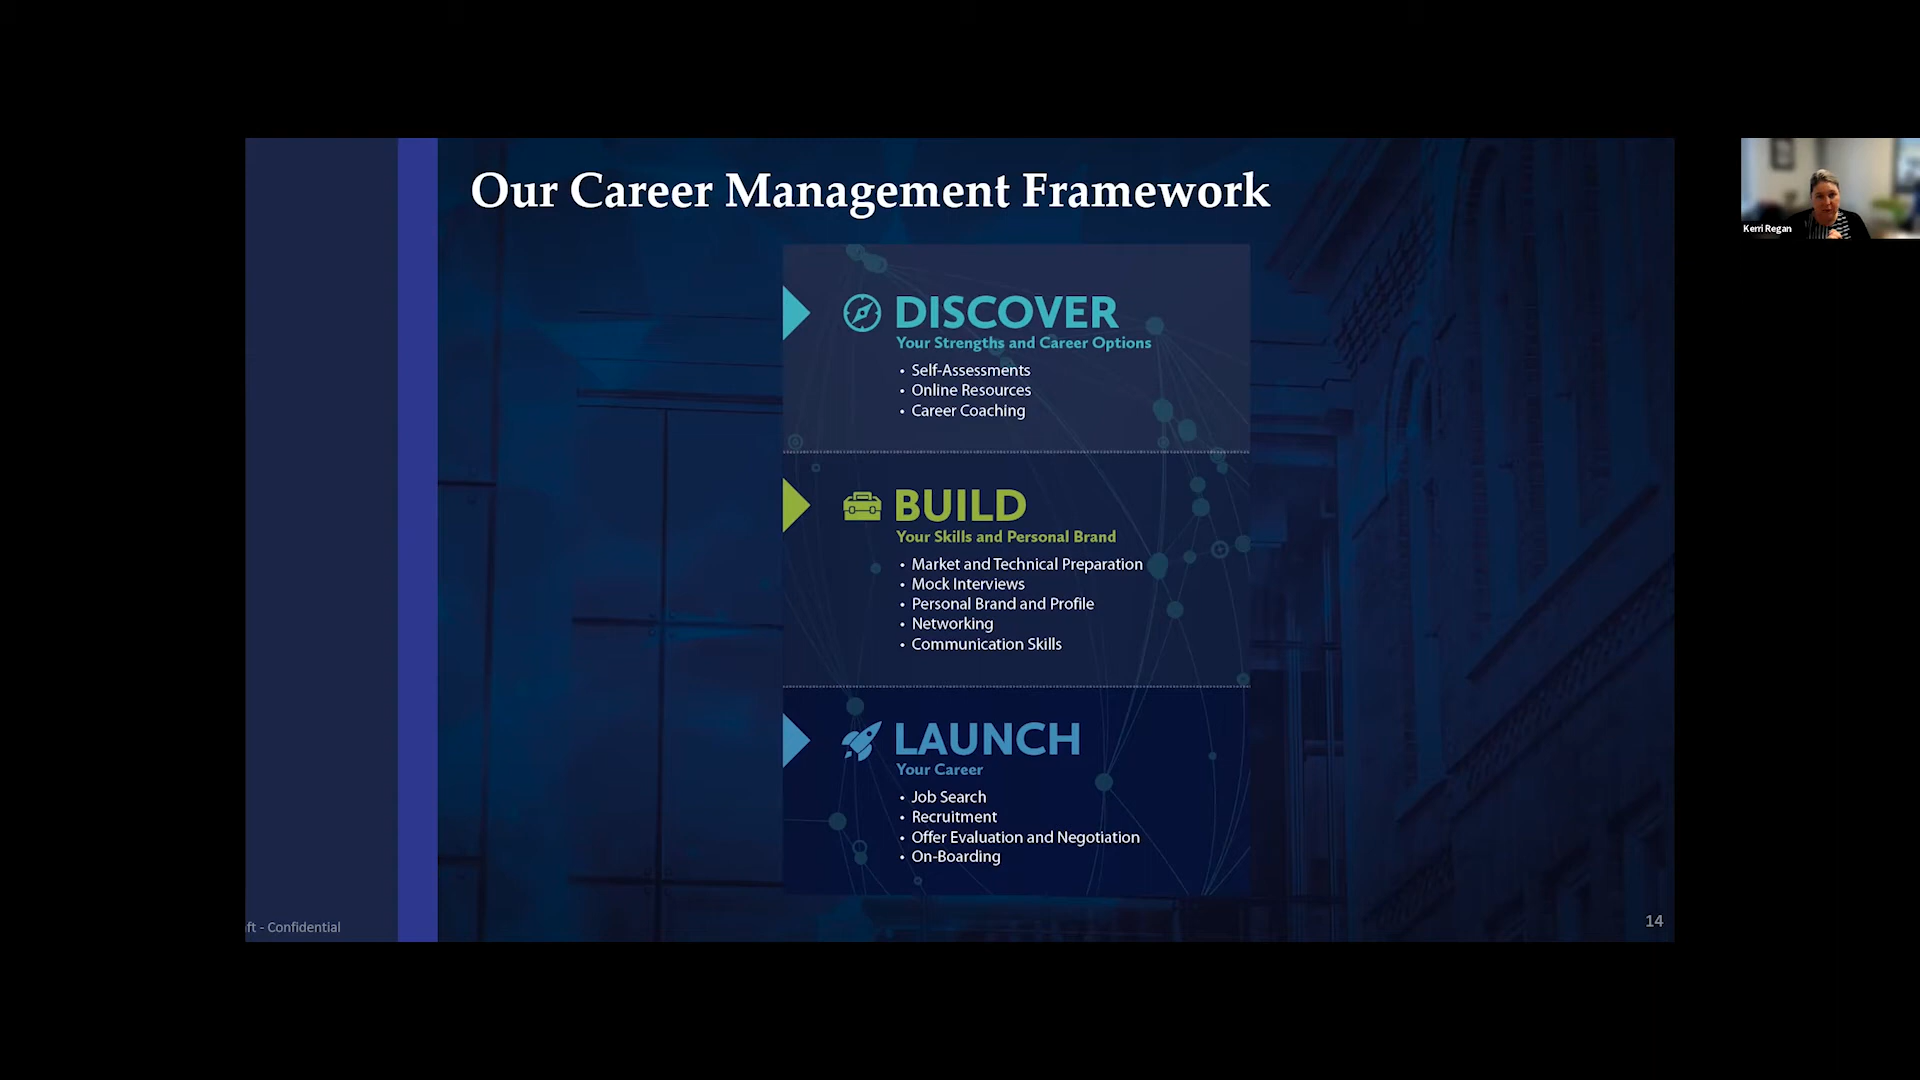 Our Career Management Framework
Kerri Regan
DISCOVER
Your Strengths and Career Options
• Self-Assessments
• Online Resources
• Career Coaching
BUILD
Your Skills and Personal Brand
• Market and Technical Preparation
• Mock Interviews
• Personal Brand and Profile
• Networking
• Communication Skills
LAUNCH
Your Career
• Job Search
• Recruitment
• Offer Evaluation and Negotiation
• On-Boarding
ft - Confidential
14